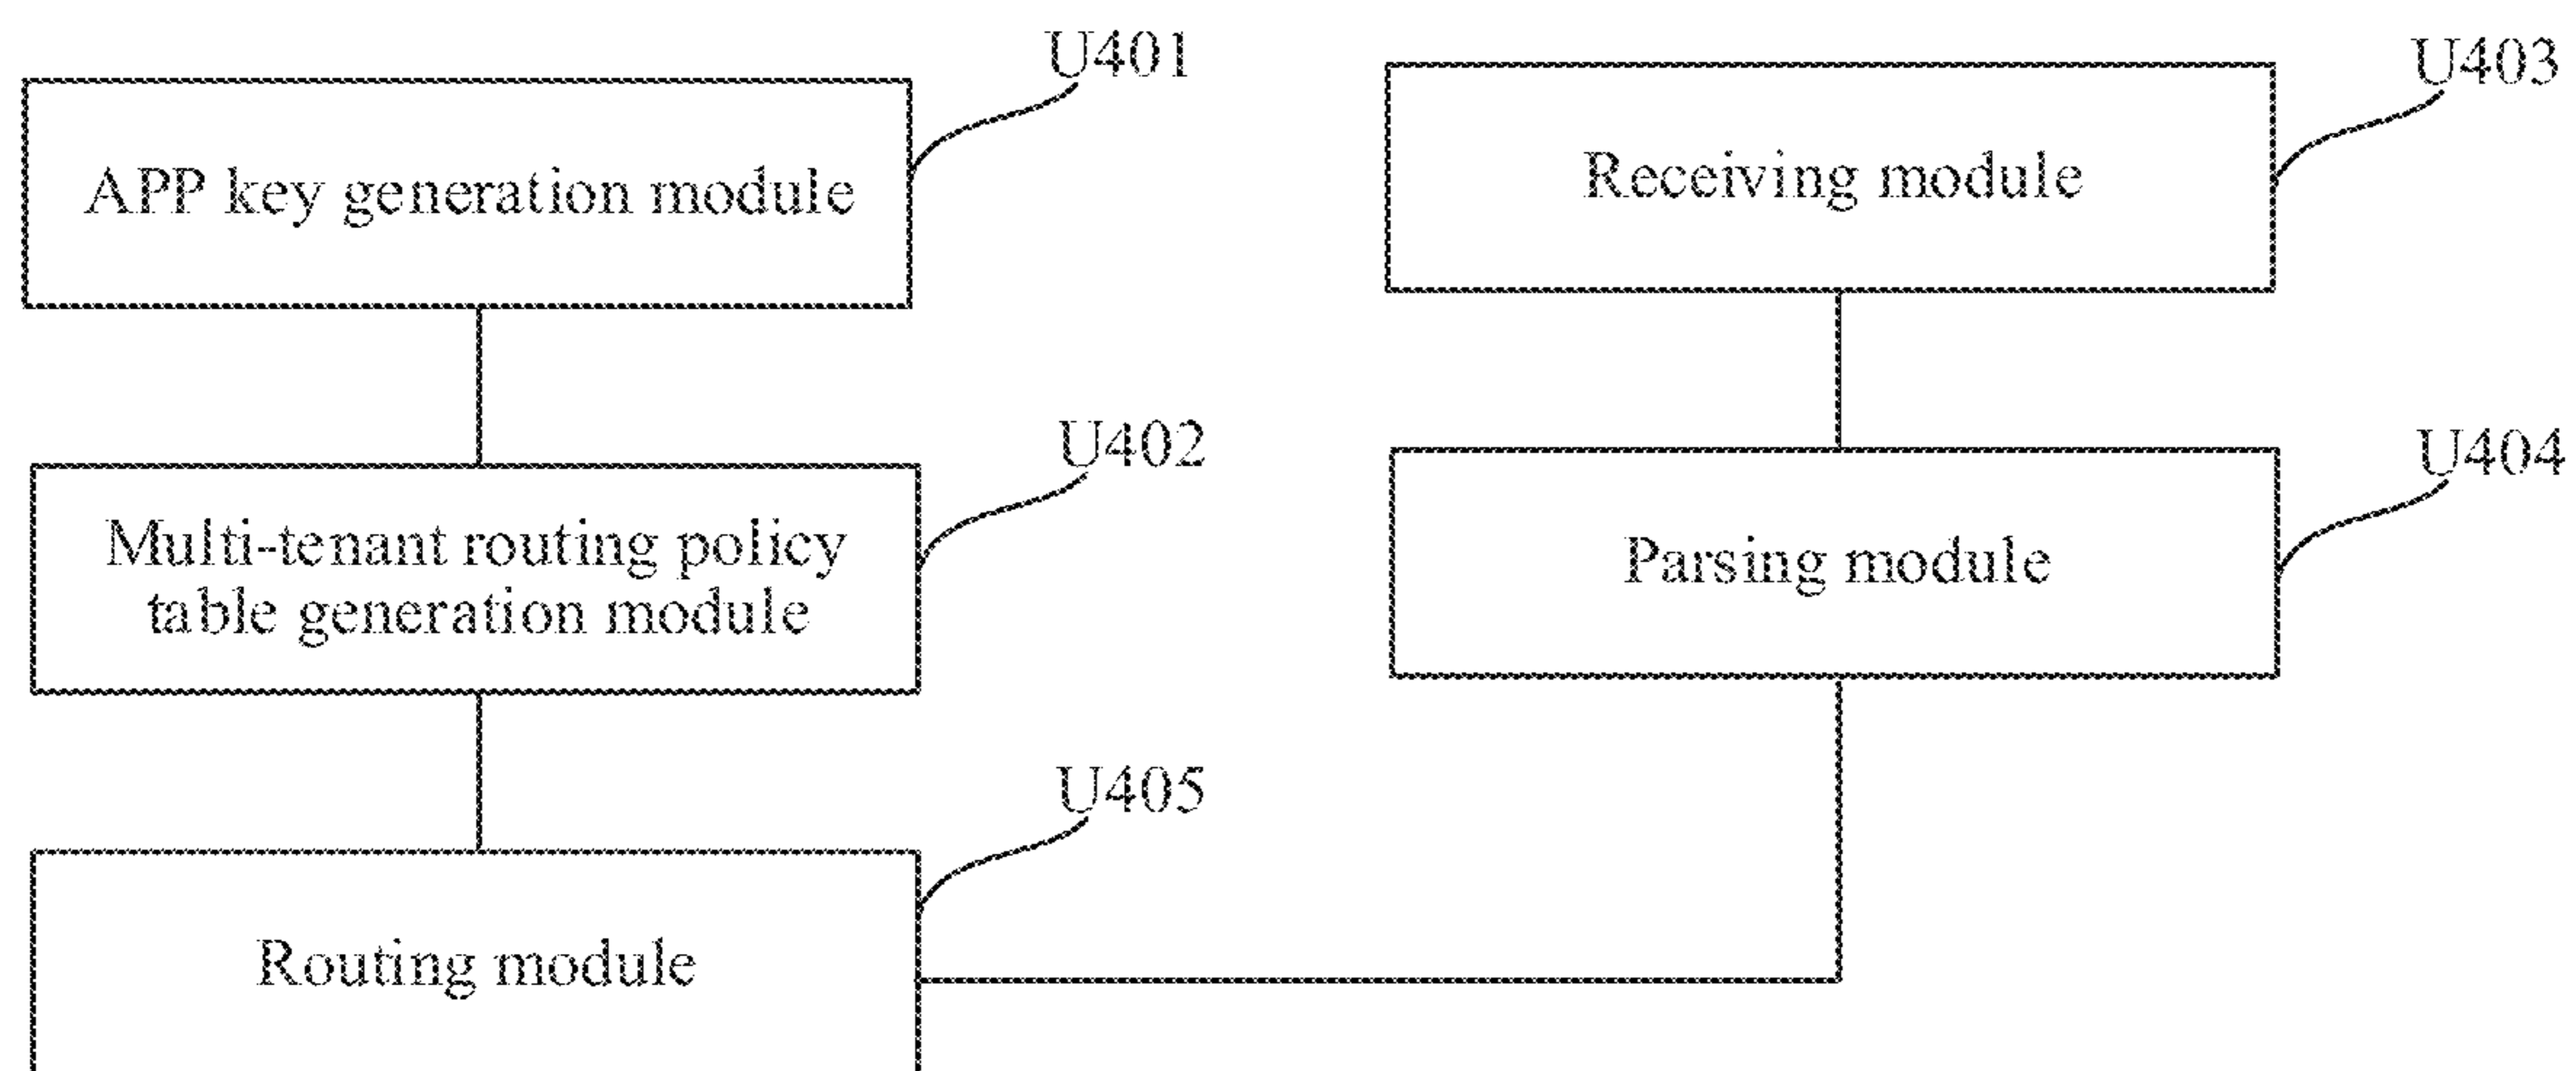 U401
APP key generation module
U403
Receiving module
U402
Multi-tenant routing policy
table generation module
U404
Parsing module
U405
Routing module